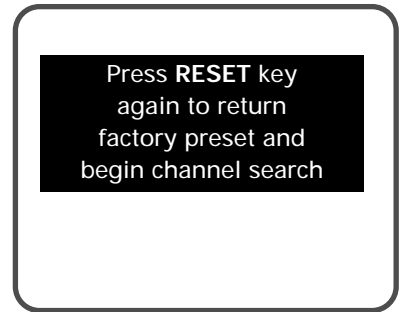 Press RESET key
again to return
factory preset and
begin channel search